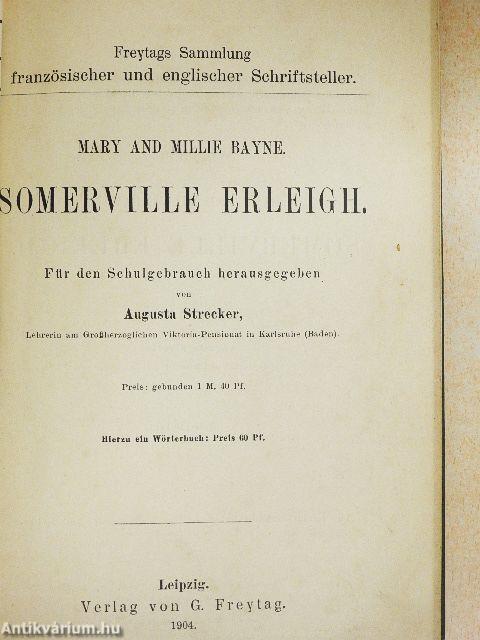 Freytags Sammlung
französischer und englischer Schriftsteller.
MARY AND MILLIE BAYNE.
SOMERVILLE ERLEIGH.
Für den Schulgebrauch herausgegeben
von
Augusta Strecker,
Lehrerin am Großherzoglichen Viktoria-Pensionat in Karlsruhe (Baden).
Preis: gebunden 1 M. 40 Pf.
Hierzu ein Wörterbuch: Preis 60 Pf.
Leipzig.
Verlag von G. Freytag.
1904.
Antikvárium.hu